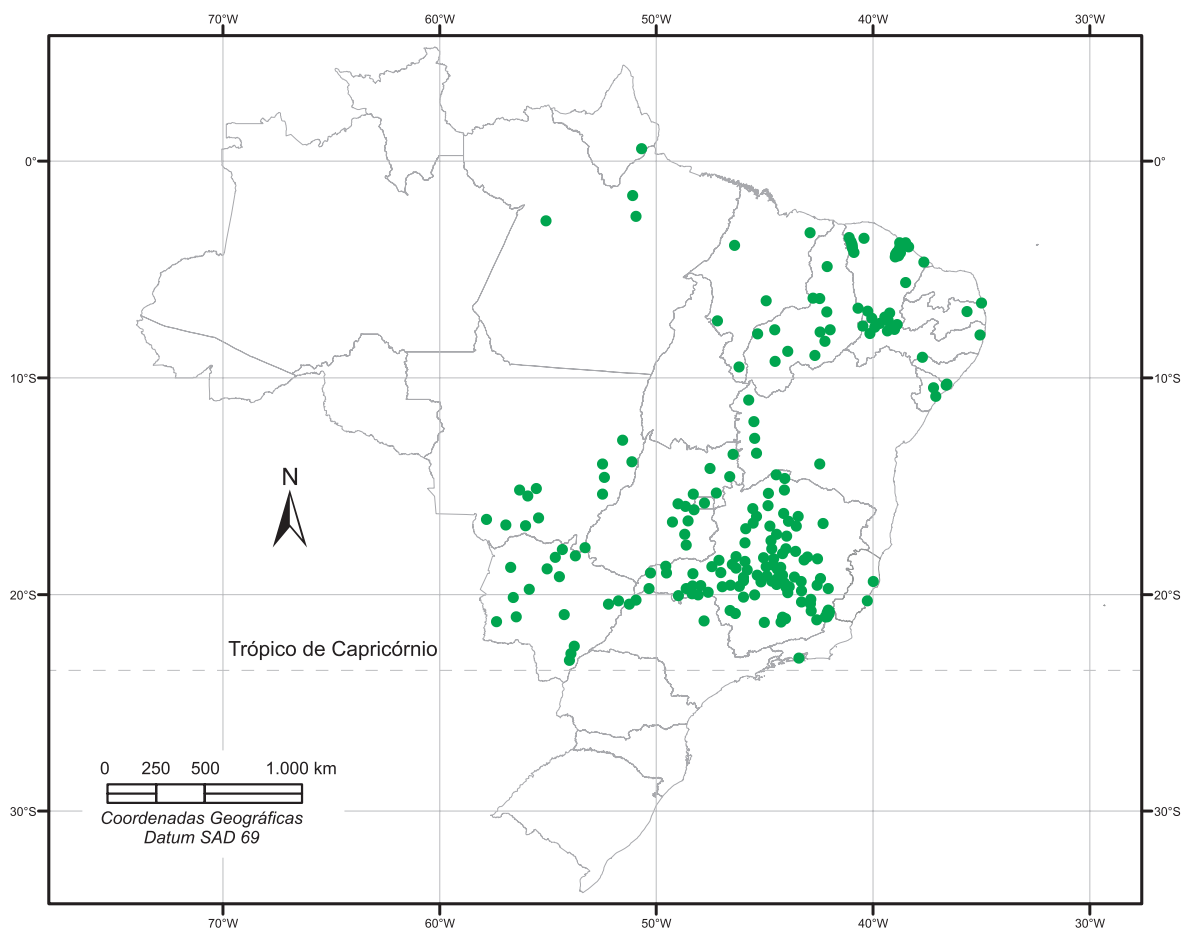 70°W 60°W 50°W 40°W 30°W
0° 0°
10°S 10°S
N
20°S 20°S
Trópico de Capricórnio
0 250 500 1.000 km
30°S 30°S
Coordenadas Geográficas
Datum SAD 69
70°W 60°W 50°W 40°W 30°W